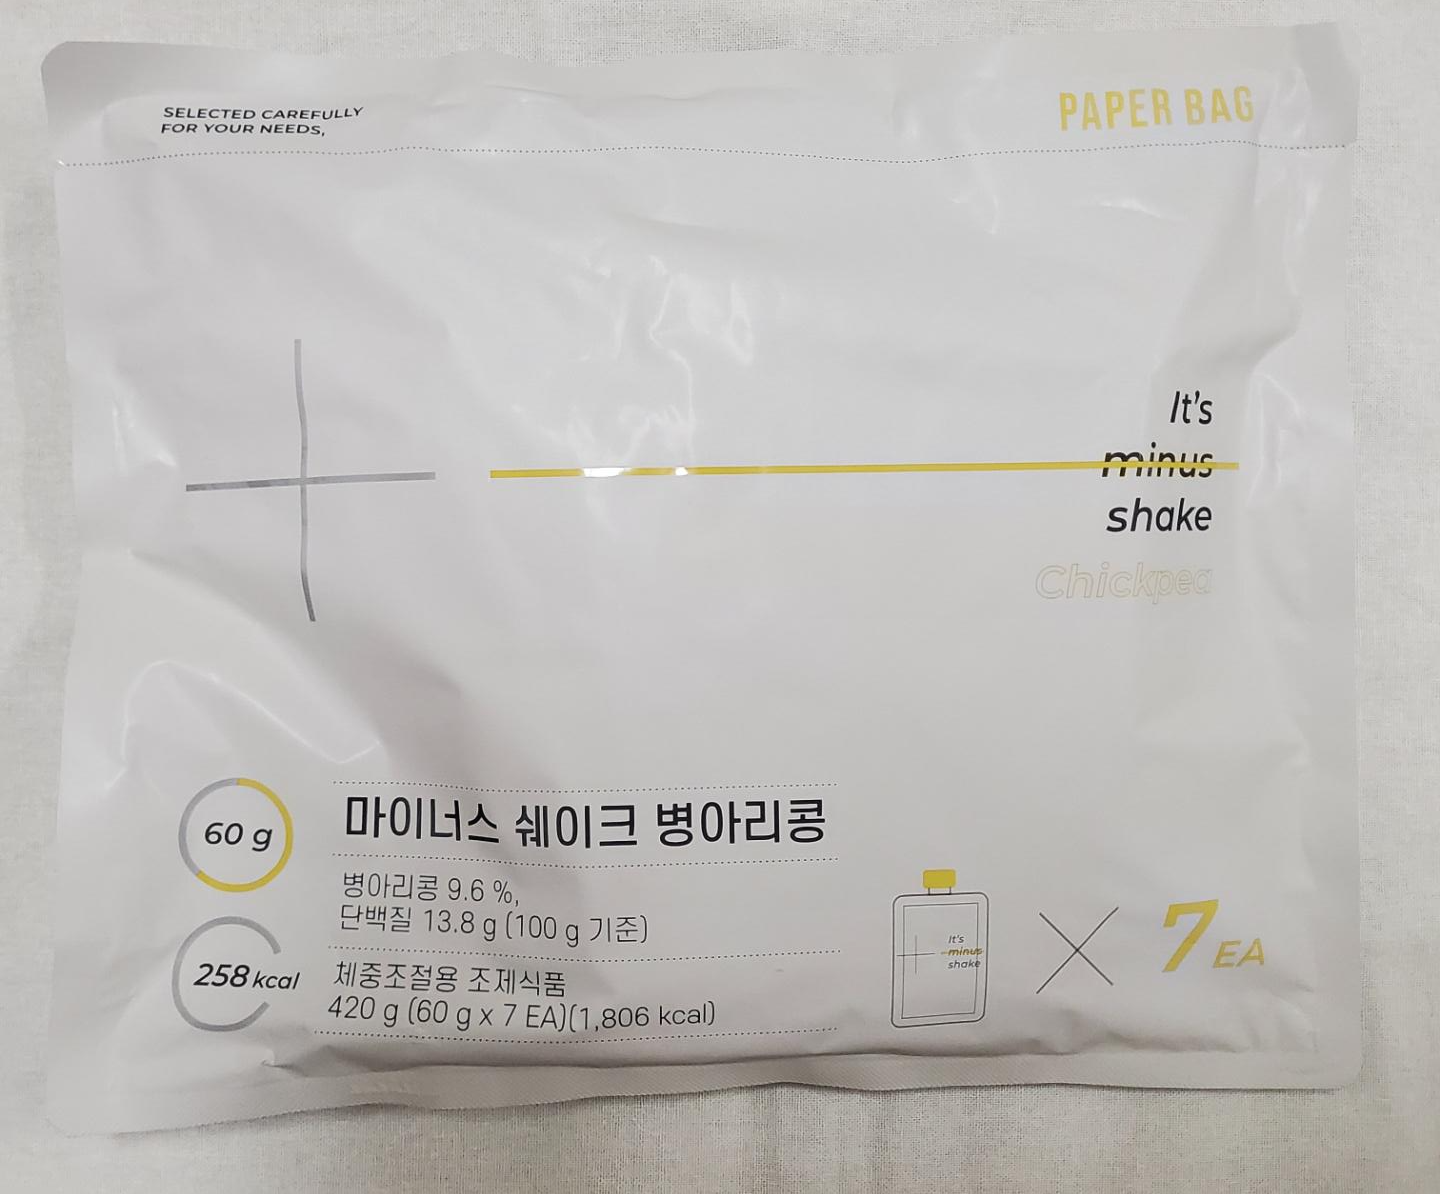 SELECTED CAREFULLY
FOR YOUR NEEDS,
PAPER BAG
It's
minus
shake
Chickpea
60 g
마이너스 쉐이크 병아리콩
병아리콩 9.6 %,
단백질 13.8 g (100 g 기준)
258 kcal
체중조절용 조제식품
420 g (60 g x 7 EA)(1,806 kcal)
It's
minus
shake
7 EA